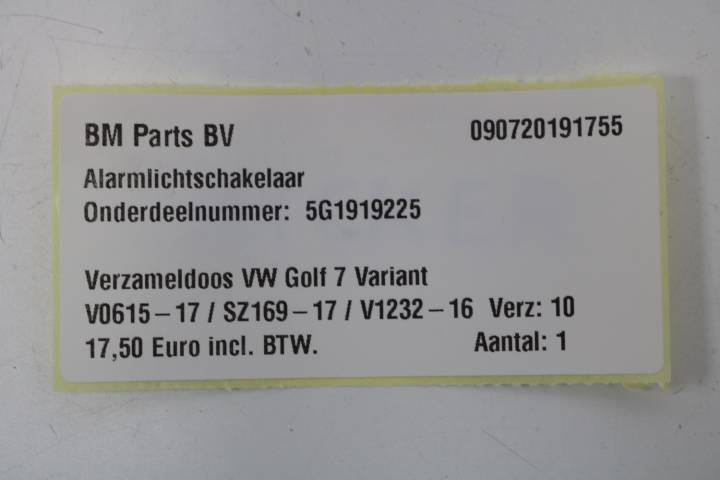 BM Parts BV 090720191755
Alarmlichtschakelaar
Onderdeelnummer: 5G1919225
Verzameldoos VW Golf 7 Variant
V0615-17 / SZ169-17 / V1232-16 Verz: 10
17,50 Euro incl. BTW. Aantal: 1